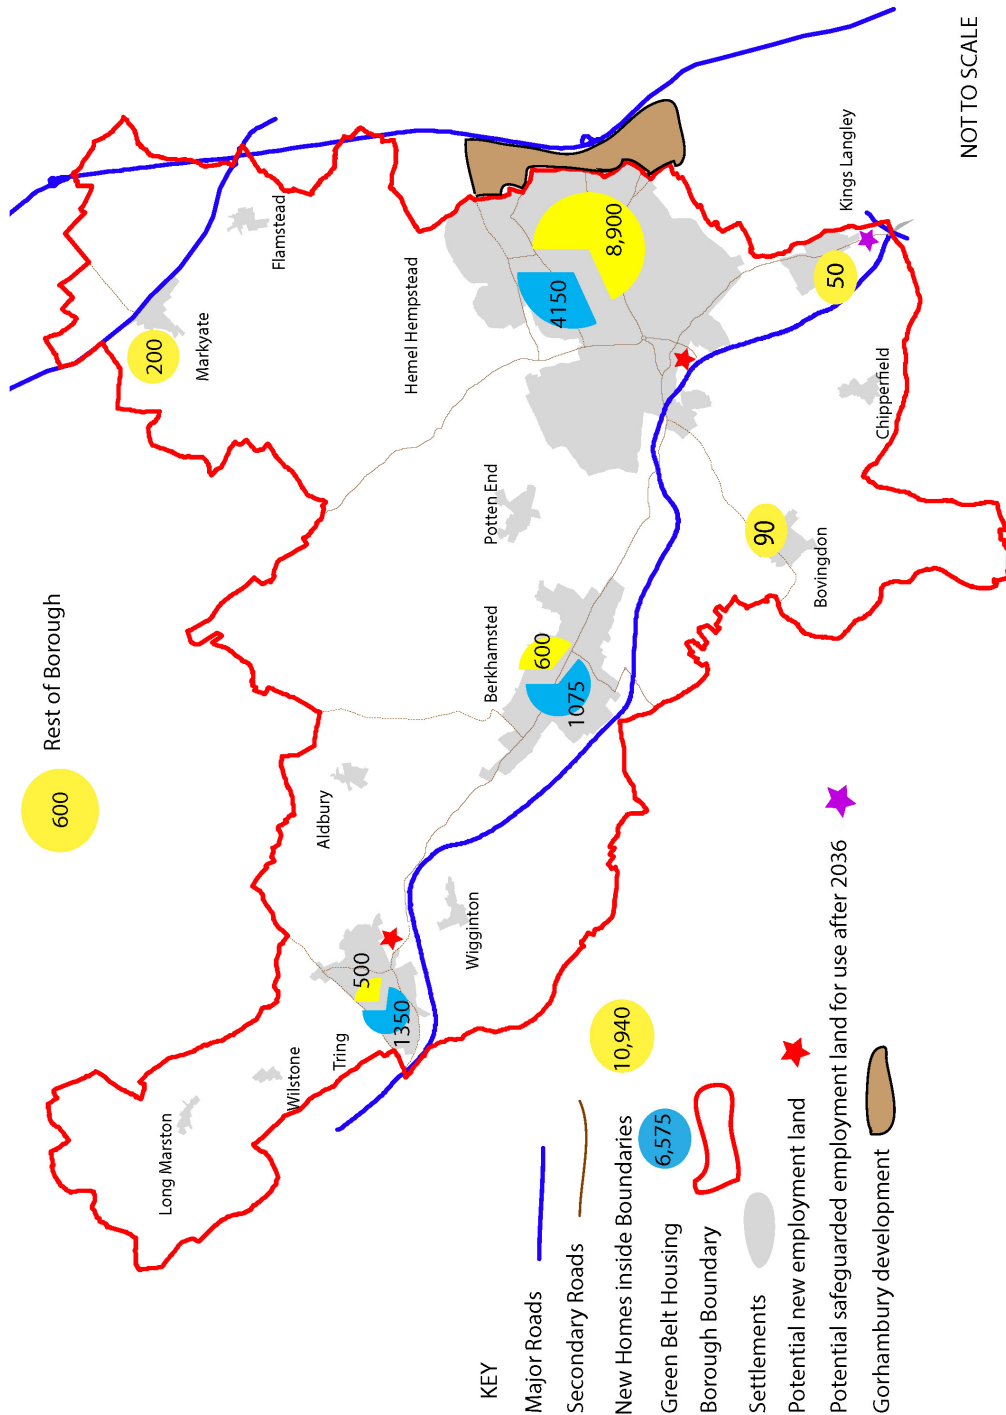 600
Rest of Borough
Long Marston
Wilstone
Tring
500
1350
Aldbury
Wigginton
Berkhamsted
600
1075
Potten End
Bovingdon
90
Hemel Hempstead
4150
8,900
Markyate
200
Flamstead
Chipperfield
Kings Langley
50
KEY
Major Roads
Secondary Roads
New Homes inside Boundaries
10,940
Green Belt Housing
6,575
Borough Boundary
Settlements
Potential new employment land
Potential safeguarded employment land for use after 2036
Gorhambury development
NOT TO SCALE